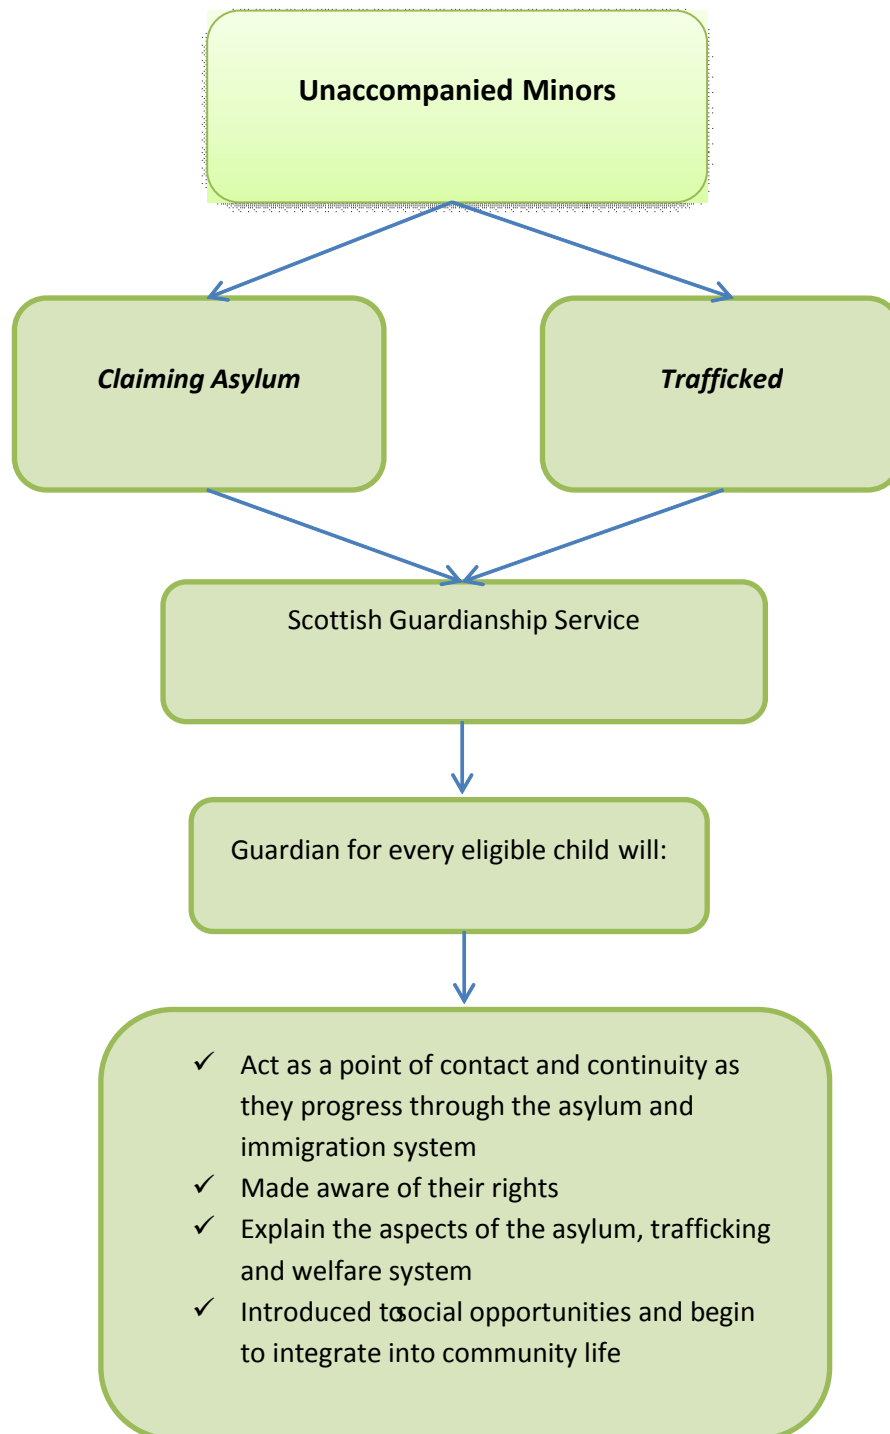 Unaccompanied Minors
Claiming Asylum
Trafficked
Scottish Guardianship Service
Guardian for every eligible child will:
✓ Act as a point of contact and continuity as
they progress through the asylum and
immigration system
✓ Made aware of their rights
✓ Explain the aspects of the asylum, trafficking
and welfare system
✓ Introduced to social opportunities and begin
to integrate into community life